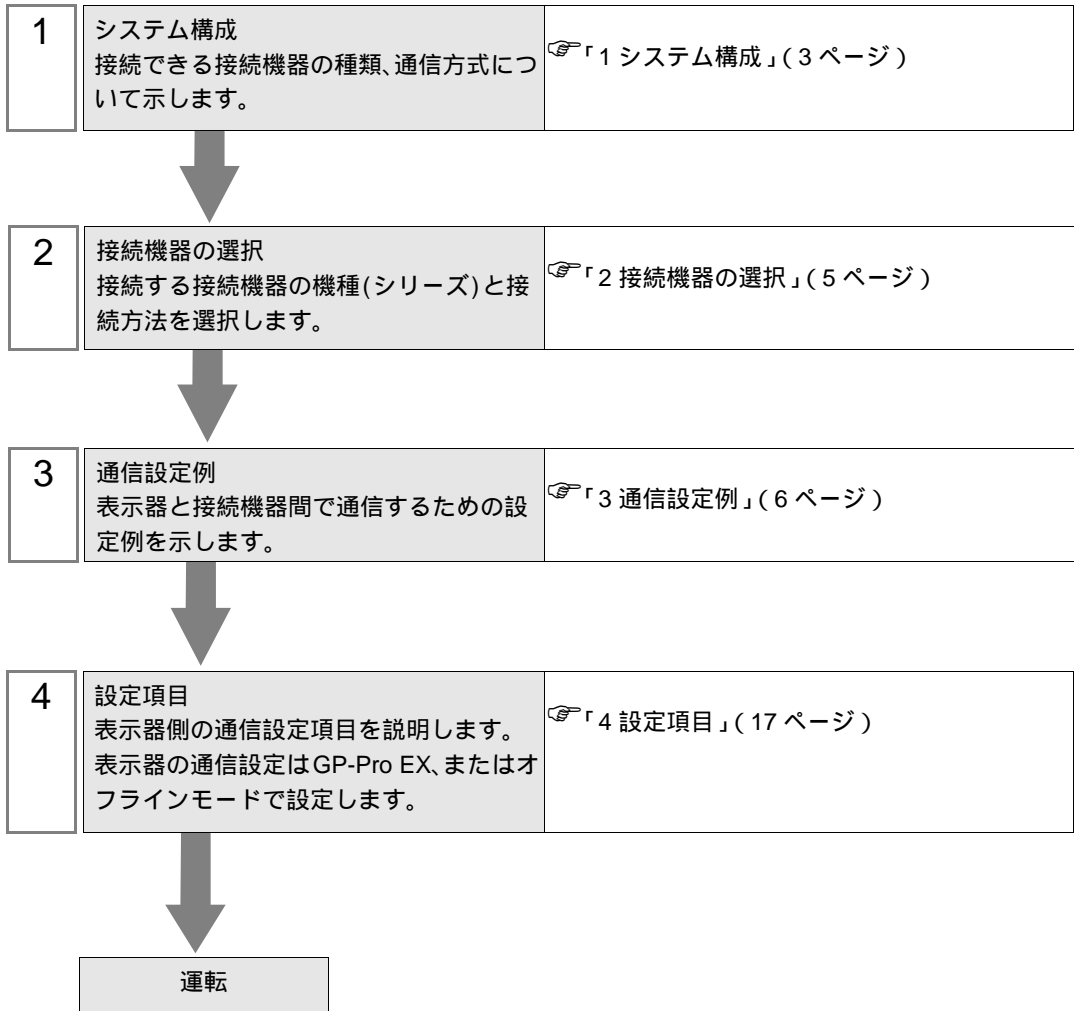 1
システム構成
接続できる接続機器の種類、通信方式につ
いて示します。
☞「1 システム構成」(3 ページ)
2
接続機器の選択
接続する接続機器の機種(シリーズ)と接
続方法を選択します。
☞「2 接続機器の選択」(5 ページ)
3
通信設定例
表示器と接続機器間で通信するための設
定例を示します。
☞「3 通信設定例」(6 ページ)
4
設定項目
表示器側の通信設定項目を説明します。
表示器の通信設定はGP-Pro EX、またはオ
フラインモードで設定します。
☞「4 設定項目」(17 ページ)
運転